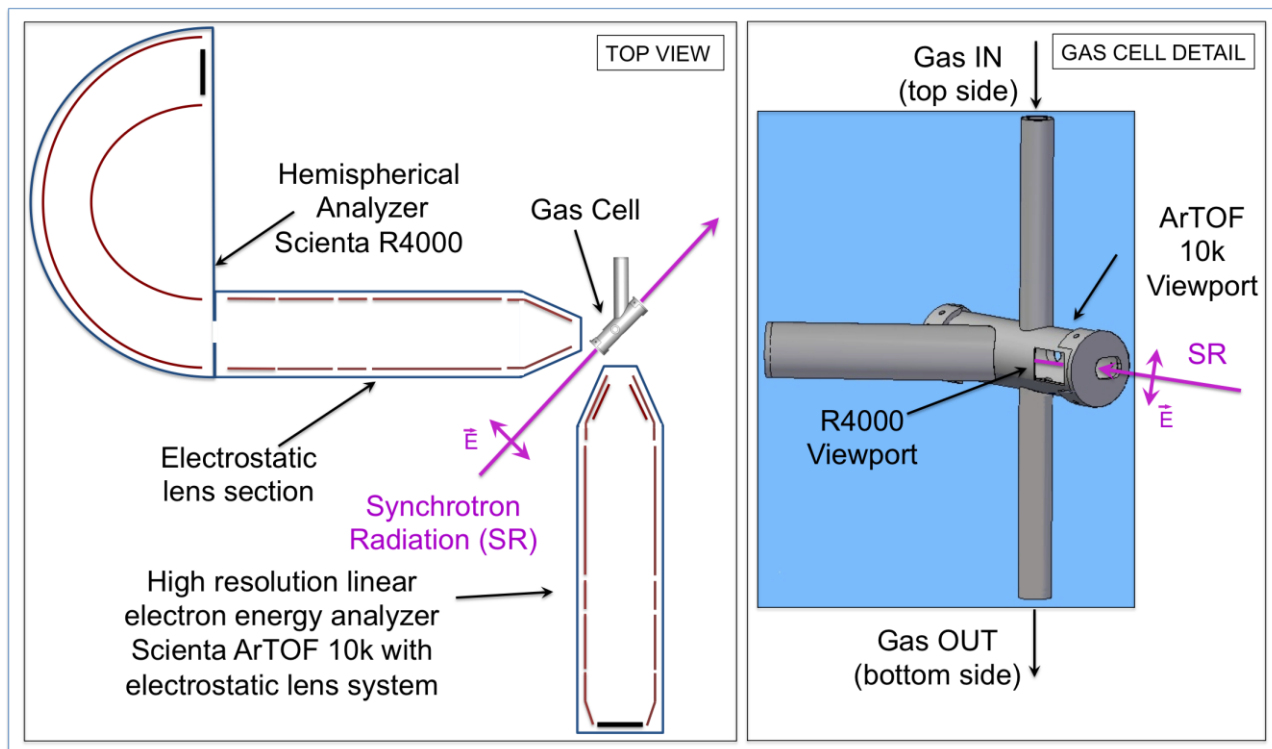 TOP VIEW
Hemispherical
Analyzer
Scienta R4000
Gas Cell
E
Electrostatic
lens section
Synchrotron
Radiation (SR)
High resolution linear
electron energy analyzer
Scienta ArTOF 10k with
electrostatic lens system
GAS CELL DETAIL
Gas IN
(top side)
ArTOF
10k
Viewport
SR
E
R4000
Viewport
Gas OUT
(bottom side)